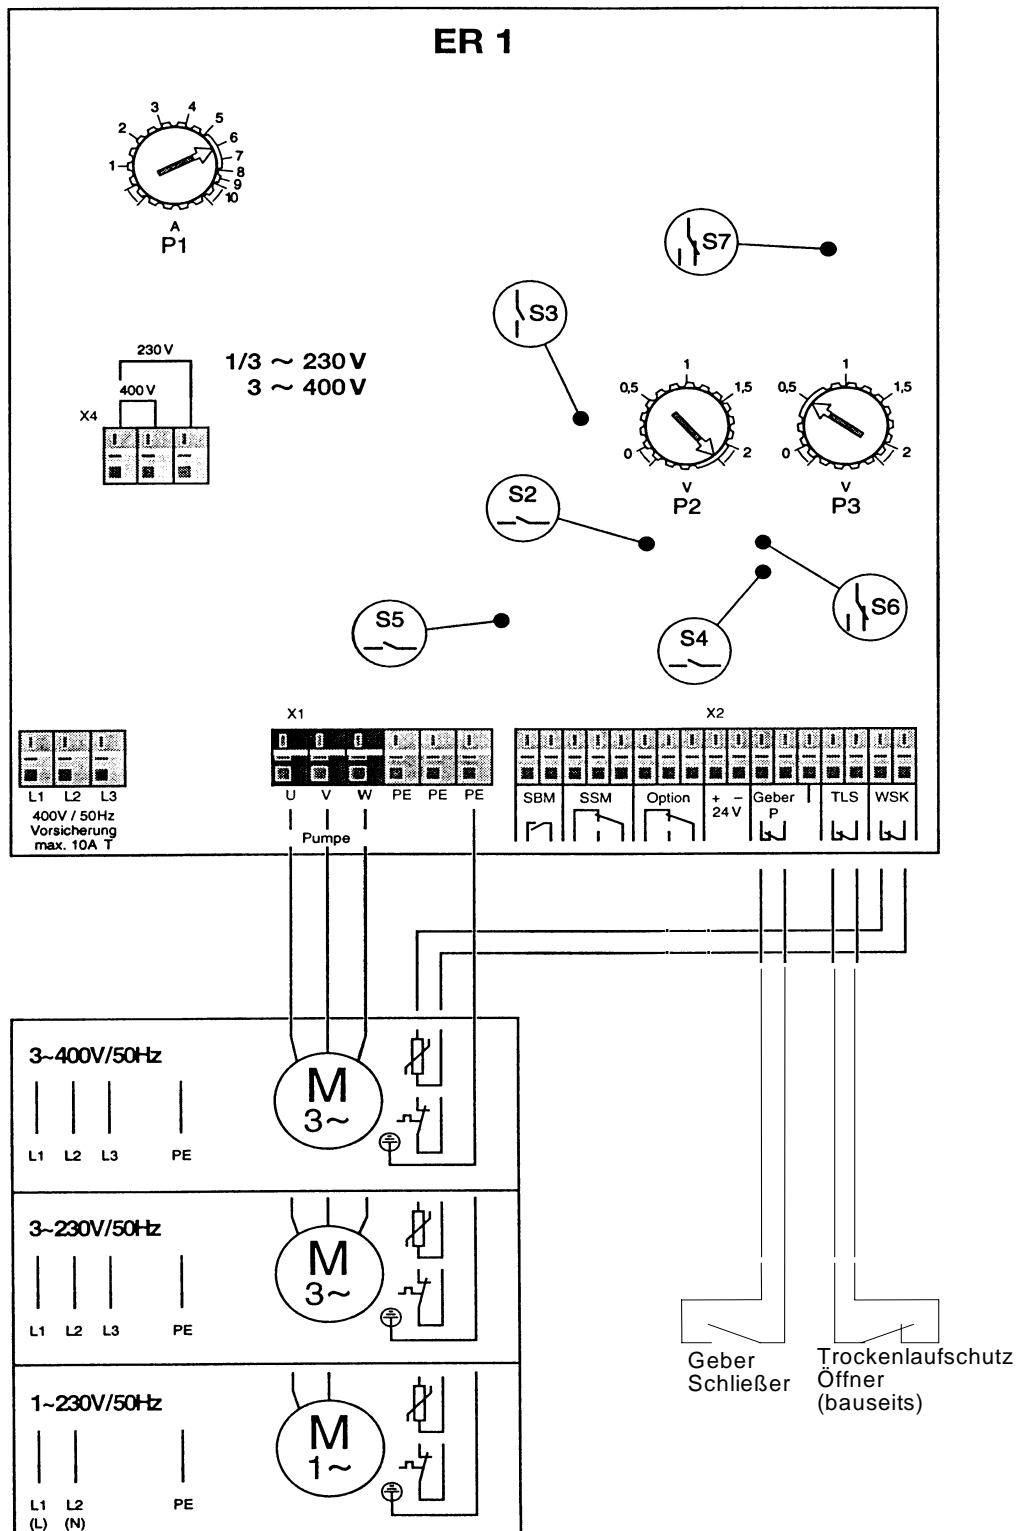 ER 1
1 2 3 4 5 6 7 8 9 10
A
P1
S7
S3
230 V
400 V
X4
1/3 ~ 230 V
3 ~ 400 V
0 0,5 1 1,5 2
V
P2
0 0,5 1 1,5 2
V
P3
S2
S6
S5
S4
X1
X2
L1 L2 L3
400V / 50Hz
Vorsicherung
max. 10A T
U V W PE PE PE
Pumpe
SBM SSM Option + – Geber TLS WSK
24 V P
3~400V/50Hz
M
3~
L1 L2 L3 PE
3~230V/50Hz
M
3~
L1 L2 L3 PE
1~230V/50Hz
M
1~
L1 L2 PE
(L) (N)
Geber
Schließer
Trockenlaufschutz
Öffner
(bauseits)